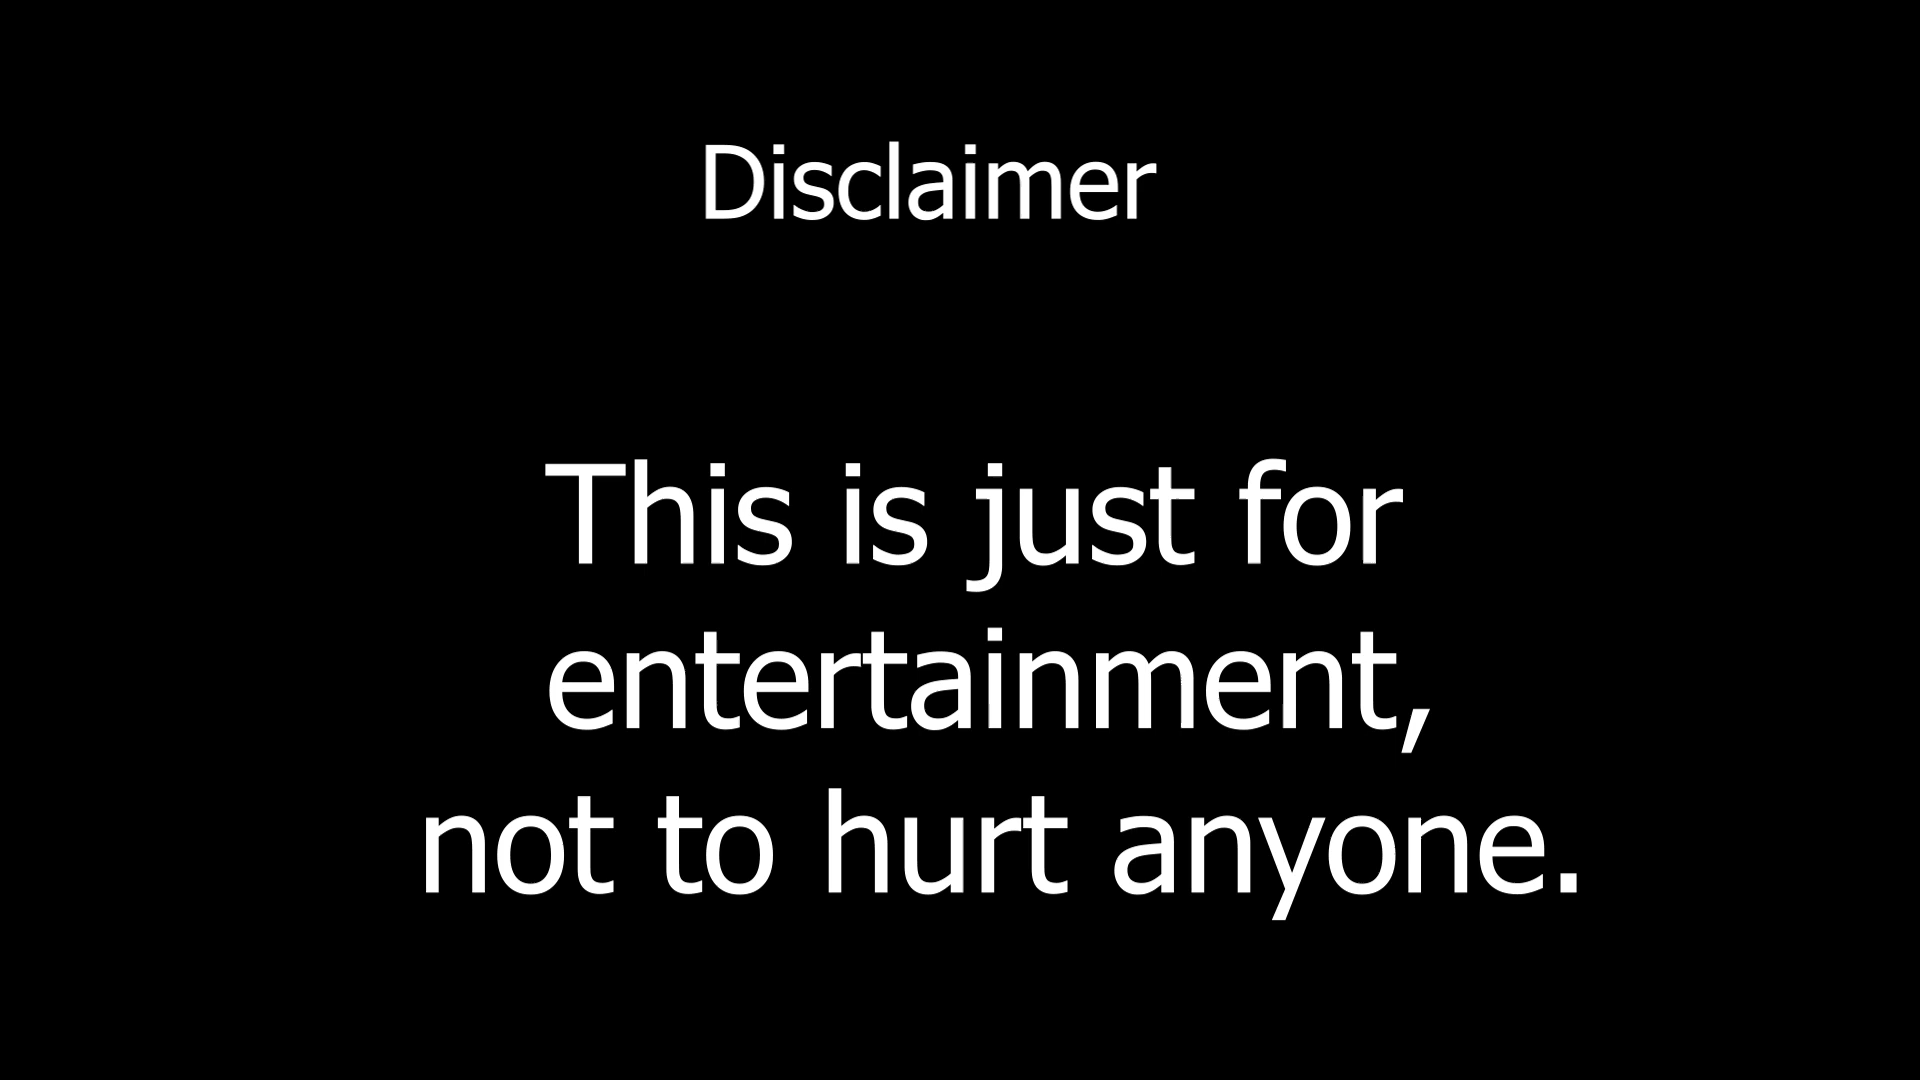 Disclaimer
This is just for
entertainment,
not to hurt anyone.